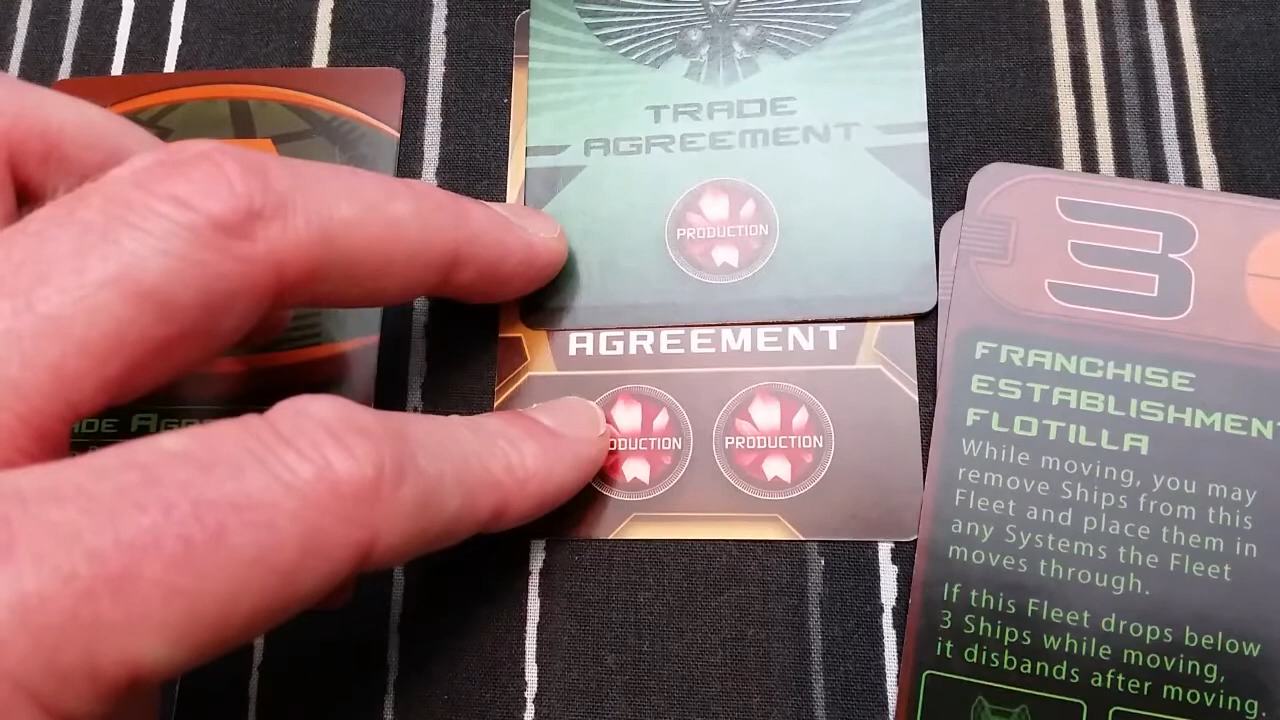 TRADE
AGREEMENT
PRODUCTION
AGREEMENT
PRODUCTION
3
FRANCHISE
ESTABLISHMEN
FLOTILLA
While moving, you may
remove Ships from this
Fleet and place them in
any Systems the Fleet
moves through.
If this Fleet drops below
3 Ships while moving,
it disbands after moving.